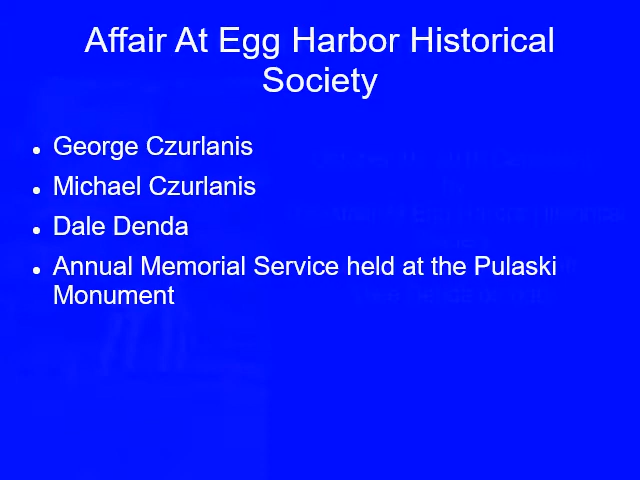 Affair At Egg Harbor Historical
Society
George Czurlanis
Michael Czurlanis
Dale Denda
Annual Memorial Service held at the Pulaski
Monument